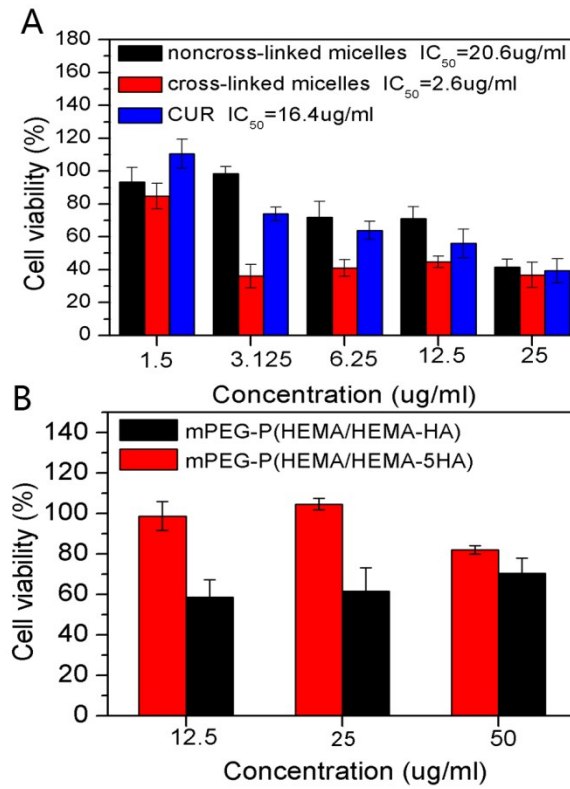 A
180
160
140
120
100
80
60
40
20
0
Cell viability (%)
noncross-linked micelles IC50=20.6ug/ml
cross-linked micelles IC50=2.6ug/ml
CUR IC50=16.4ug/ml
1.5 3.125 6.25 12.5 25
Concentration (ug/ml)
B
140
120
100
80
60
40
20
0
Cell viability (%)
mPEG-P(HEMA/HEMA-HA)
mPEG-P(HEMA/HEMA-5HA)
12.5 25 50
Concentration (ug/ml)